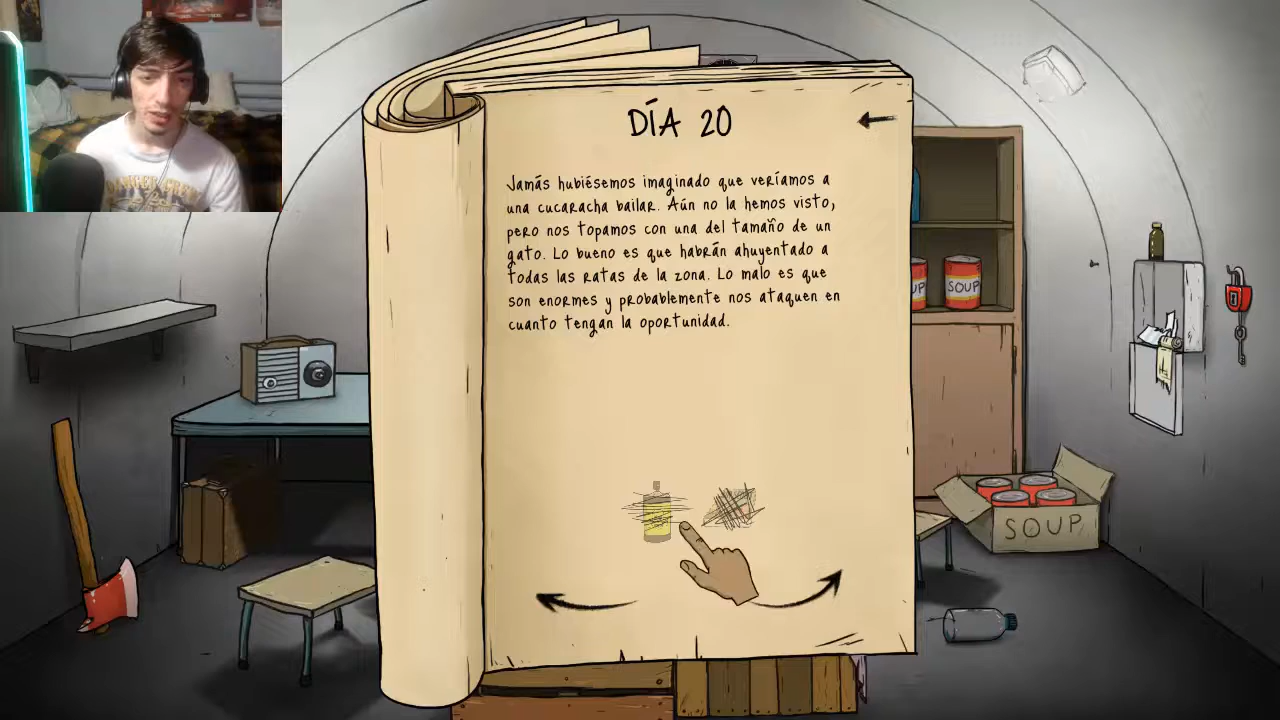 DÍA 20
Jamás hubiésemos imaginado que veríamos a
una cucaracha bailar. Aún no la hemos visto,
pero nos topamos con una del tamaño de un
gato. Lo bueno es que habrán ahuyentado a
todas las ratas de la zona. Lo malo es que
son enormes y probablemente nos ataquen en
cuanto tengan la oportunidad.
UP
SOUP
SOUP